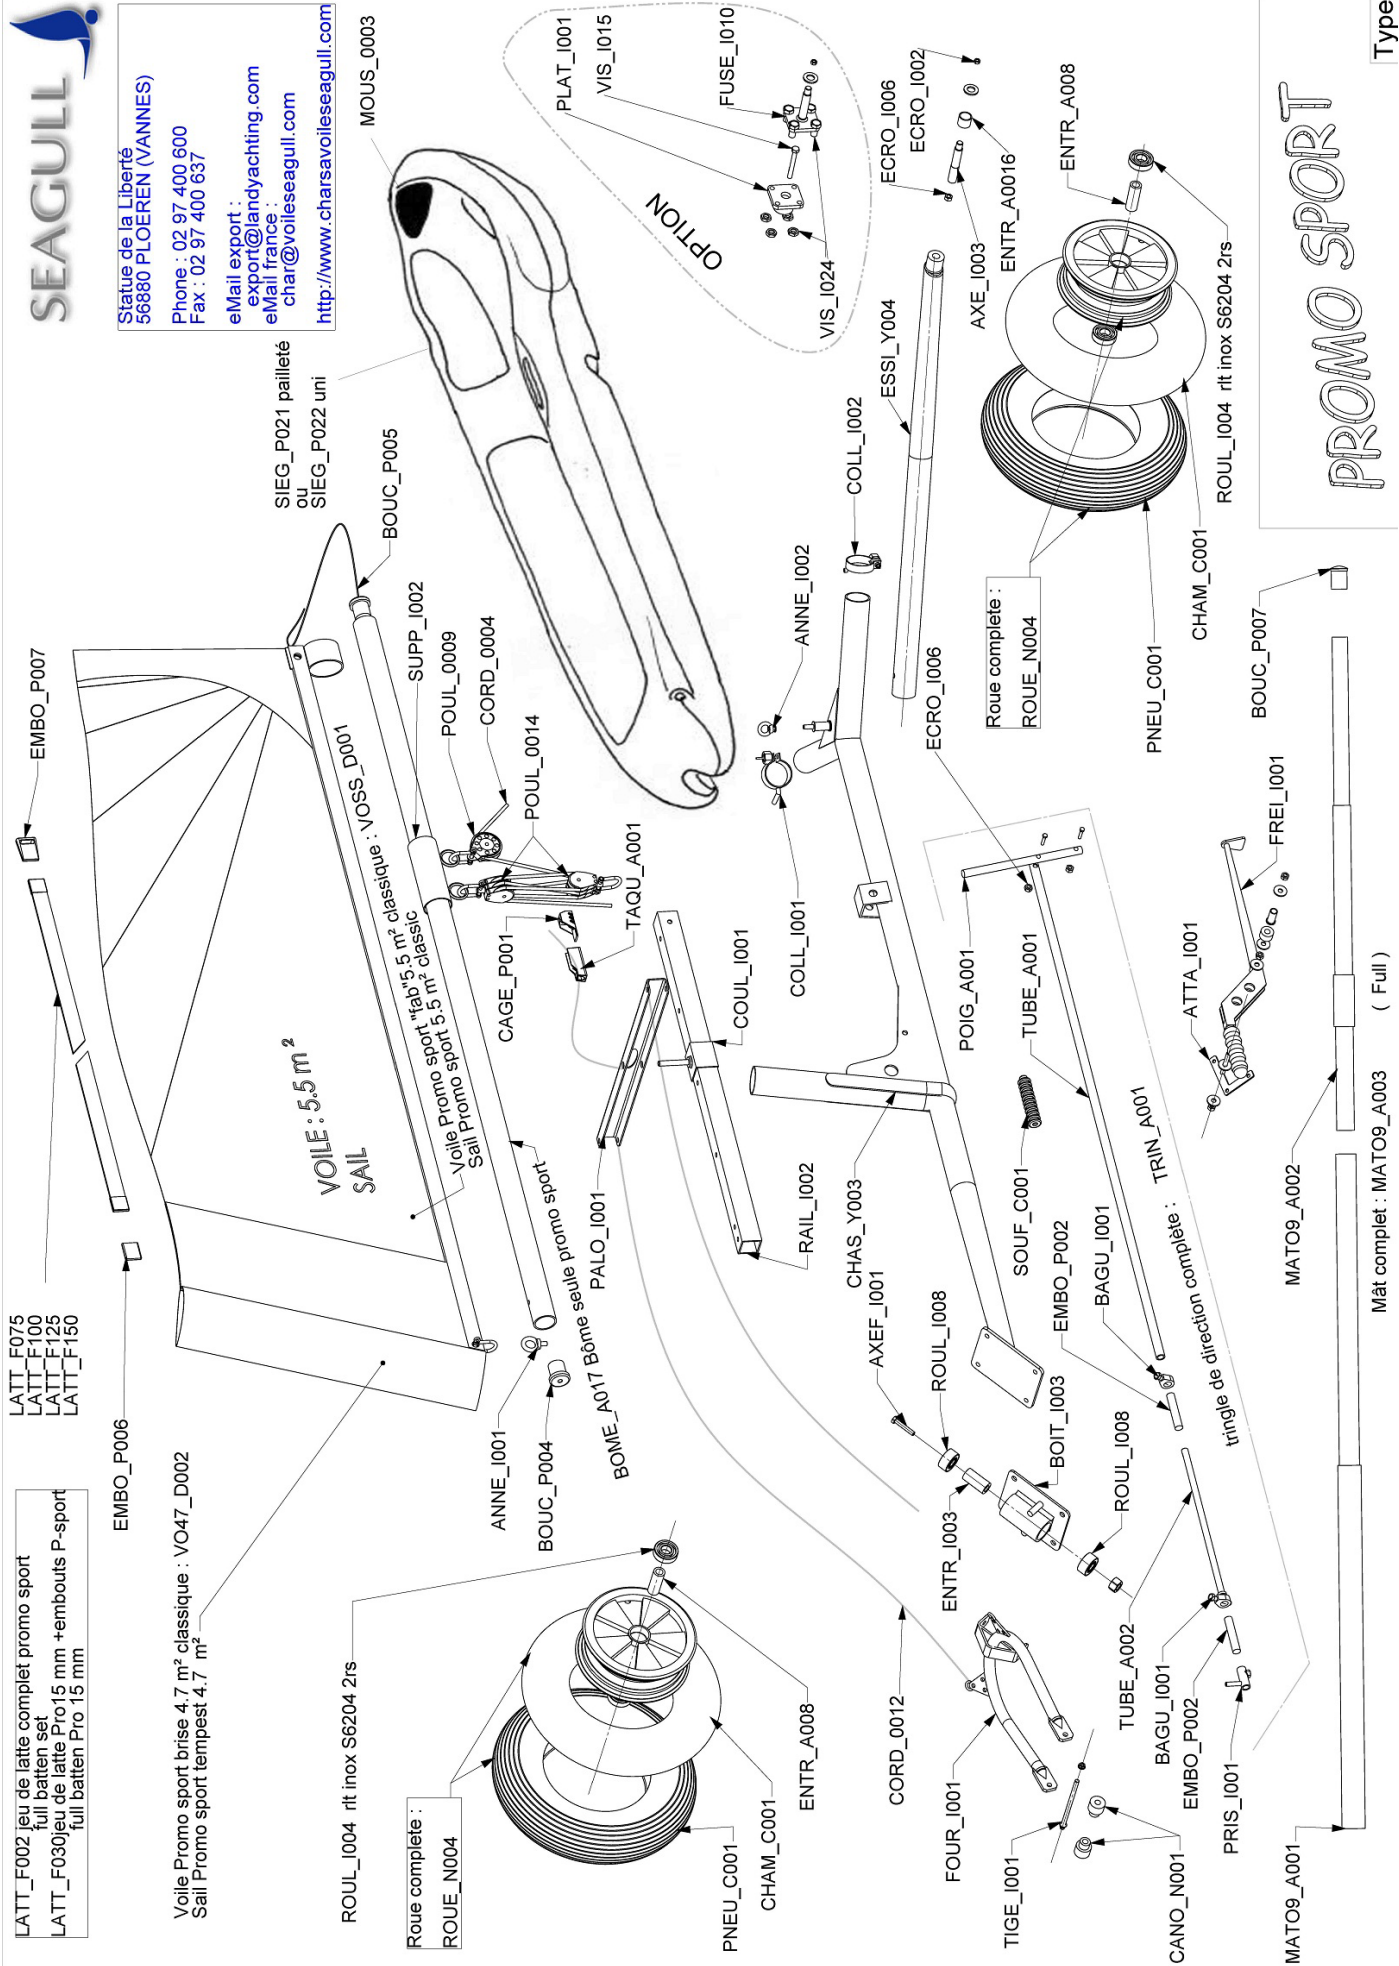 SEAGULL
Statue de la Liberté
56880 PLOEREN (VANNES)
Phone : 02 97 400 600
Fax : 02 97 400 637
eMail export :
export@landyachting.com
eMail france :
char@voileseagull.com
http://www.charsavoileseagull.com
LATT_F002 jeu de latte complet promo sport
full batten set
LATT_F030jeu de latte Pro15 mm +embouts P-sport
full batten Pro 15 mm
LATT_F075
LATT_F100
LATT_F125
LATT_F150
EMBO_P007
EMBO_P006
Voile Promo sport brise 4.7 m² classique : VO47_D002
Sail Promo sport tempest 4.7 m²
VOILE : 5.5 m²
SAIL
Voile Promo sport "fab"5.5 m² classique : VOSS_D001
Sail Promo sport 5.5 m² classic
SIEG_P021 pailleté
ou
SIEG_P022 uni
MOUS_0003
BOUC_P005
SUPP_I002
POUL_0009
CORD_0004
POUL_0014
TAQU_A001
CAGE_P001
ANNE_I001
BOUC_P004
BOME_A017 Bôme seule promo sport
PALO_I001
COUL_I001
RAIL_I002
OPTION
PLAT_I001
VIS_I015
FUSE_I010
VIS_I024
ECRO_I006
ECRO_I002
AXE_I003
ENTR_A0016
ENTR_A008
ESSI_Y004
COLL_I002
ANNE_I002
COLL_I001
ECRO_I006
Roue complete :
ROUE_N004
PNEU_C001
CHAM_C001
ROUL_I004 rlt inox S6204 2rs
ROUL_I004 rlt inox S6204 2rs
Roue complete :
ROUE_N004
PNEU_C001
CHAM_C001
ENTR_A008
CORD_0012
CHAS_Y003
AXEF_I001
ROUL_I008
ENTR_I003
BOIT_I003
ROUL_I008
FOUR_I001
TIGE_I001
CANO_N001
POIG_A001
TUBE_A001
SOUF_C001
EMBO_P002
BAGU_I001
TUBE_A002
BAGU_I001
EMBO_P002
PRIS_I001
tringle de direction complète : TRIN_A001
ATTA_I001
FREI_I001
BOUC_P007
MATO9_A002
MATO9_A001
Mât complet : MATO9_A003 ( Full )
PROMO SPORT
Type